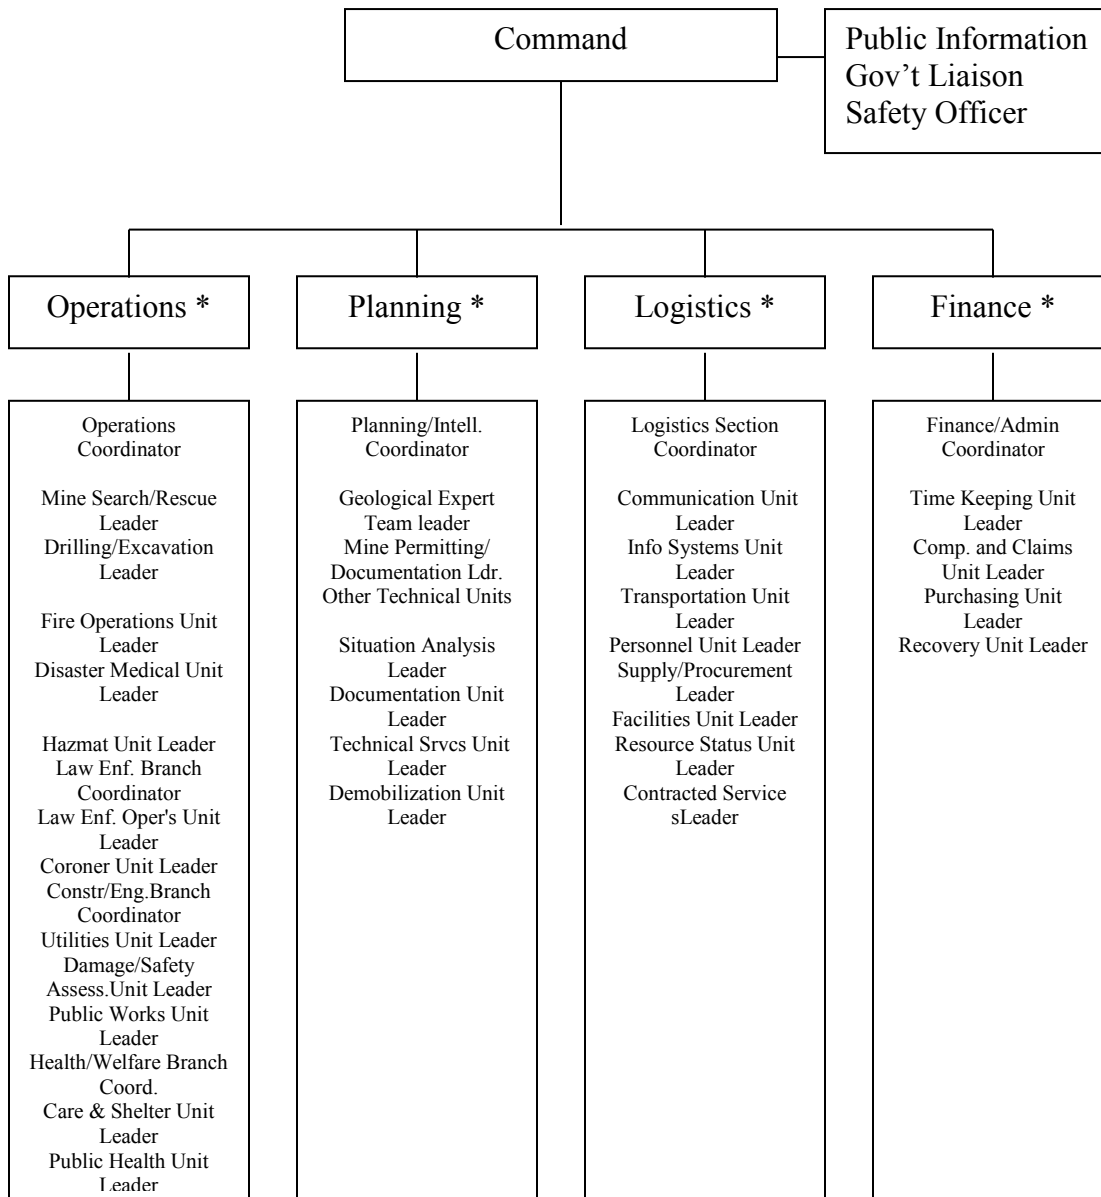 Command
Public Information
Gov’t Liaison
Safety Officer
Operations *
Planning *
Logistics *
Finance *
Operations
Coordinator
Mine Search/Rescue
Leader
Drilling/Excavation
Leader
Fire Operations Unit
Leader
Disaster Medical Unit
Leader
Hazmat Unit Leader
Law Enf. Branch
Coordinator
Law Enf. Oper's Unit
Leader
Coroner Unit Leader
Constr/Eng.Branch
Coordinator
Utilities Unit Leader
Damage/Safety
Assess.Unit Leader
Public Works Unit
Leader
Health/Welfare Branch
Coord.
Care & Shelter Unit
Leader
Public Health Unit
Leader
Planning/Intell.
Coordinator
Geological Expert
Team leader
Mine Permitting/
Documentation Ldr.
Other Technical Units
Situation Analysis
Leader
Documentation Unit
Leader
Technical Srvcs Unit
Leader
Demobilization Unit
Leader
Logistics Section
Coordinator
Communication Unit
Leader
Info Systems Unit
Leader
Transportation Unit
Leader
Personnel Unit Leader
Supply/Procurement
Leader
Facilities Unit Leader
Resource Status Unit
Leader
Contracted Service
sLeader
Finance/Admin
Coordinator
Time Keeping Unit
Leader
Comp. and Claims
Unit Leader
Purchasing Unit
Leader
Recovery Unit Leader